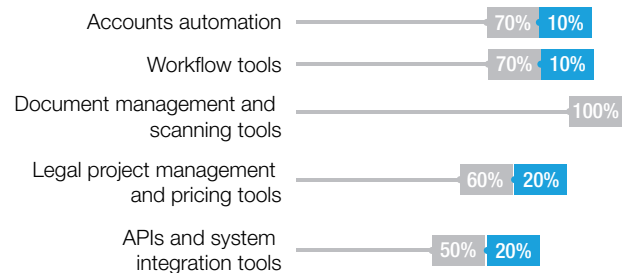 Accounts automation 70% 10%
Workflow tools 70% 10%
Document management and
scanning tools 100%
Legal project management
and pricing tools 60% 20%
APIs and system
integration tools 50% 20%